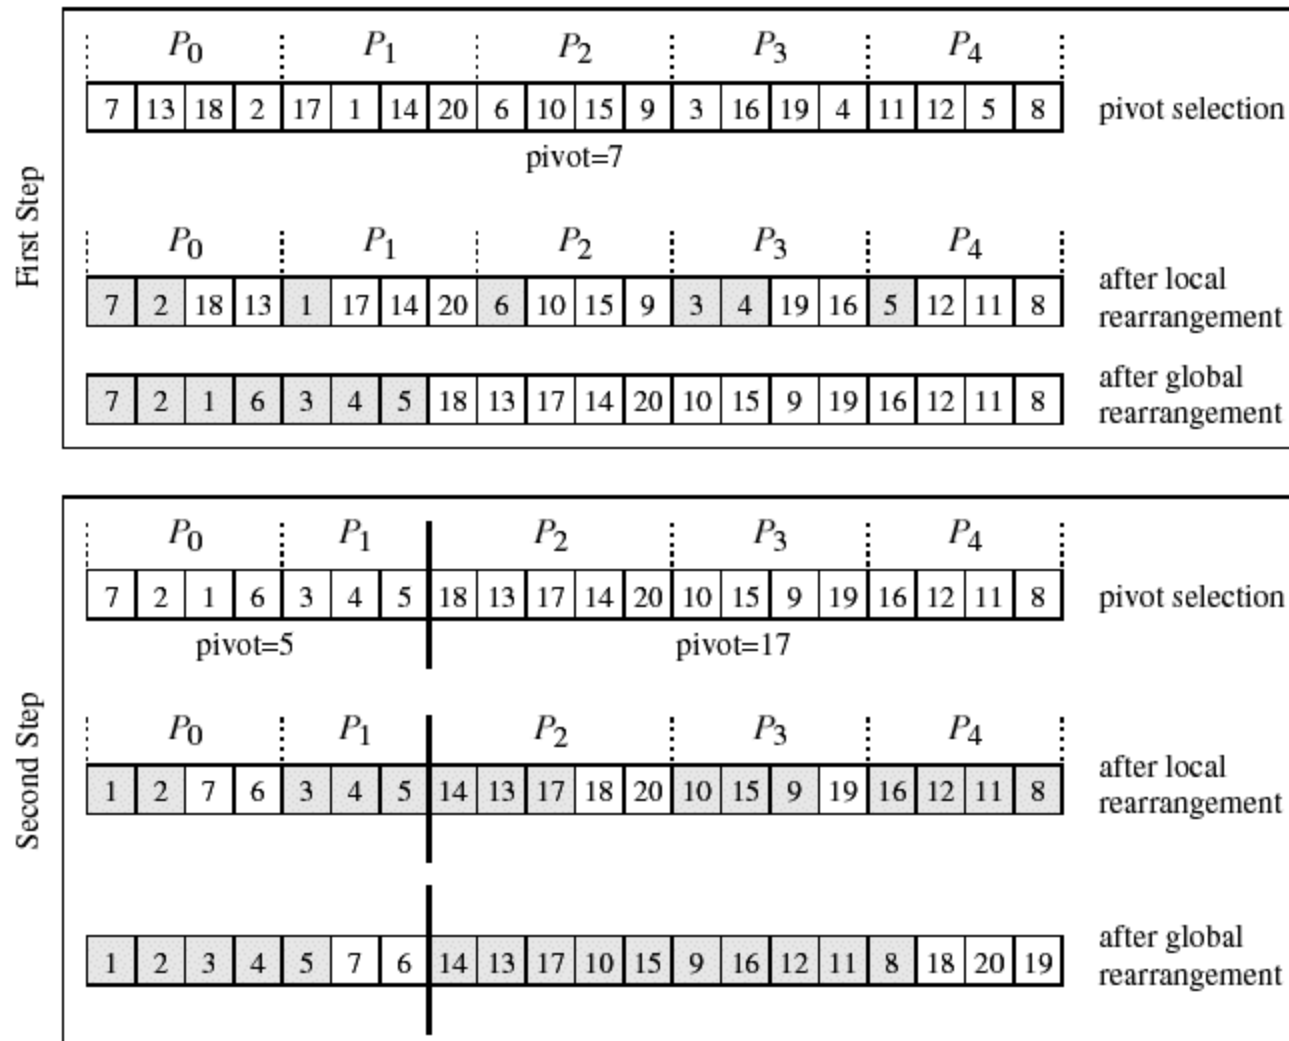 First Step
P0 P1 P2 P3 P4
7 13 18 2 17 1 14 20 6 10 15 9 3 16 19 4 11 12 5 8 pivot selection
pivot=7
P0 P1 P2 P3 P4
7 2 18 13 1 17 14 20 6 10 15 9 3 4 19 16 5 12 11 8 after local
rearrangement
7 2 1 6 3 4 5 18 13 17 14 20 10 15 9 19 16 12 11 8 after global
rearrangement
Second Step
P0 P1 P2 P3 P4
7 2 1 6 3 4 5 18 13 17 14 20 10 15 9 19 16 12 11 8 pivot selection
pivot=5 pivot=17
P0 P1 P2 P3 P4
1 2 7 6 3 4 5 14 13 17 18 20 10 15 9 19 16 12 11 8 after local
rearrangement
1 2 3 4 5 7 6 14 13 17 10 15 9 16 12 11 8 18 20 19 after global
rearrangement